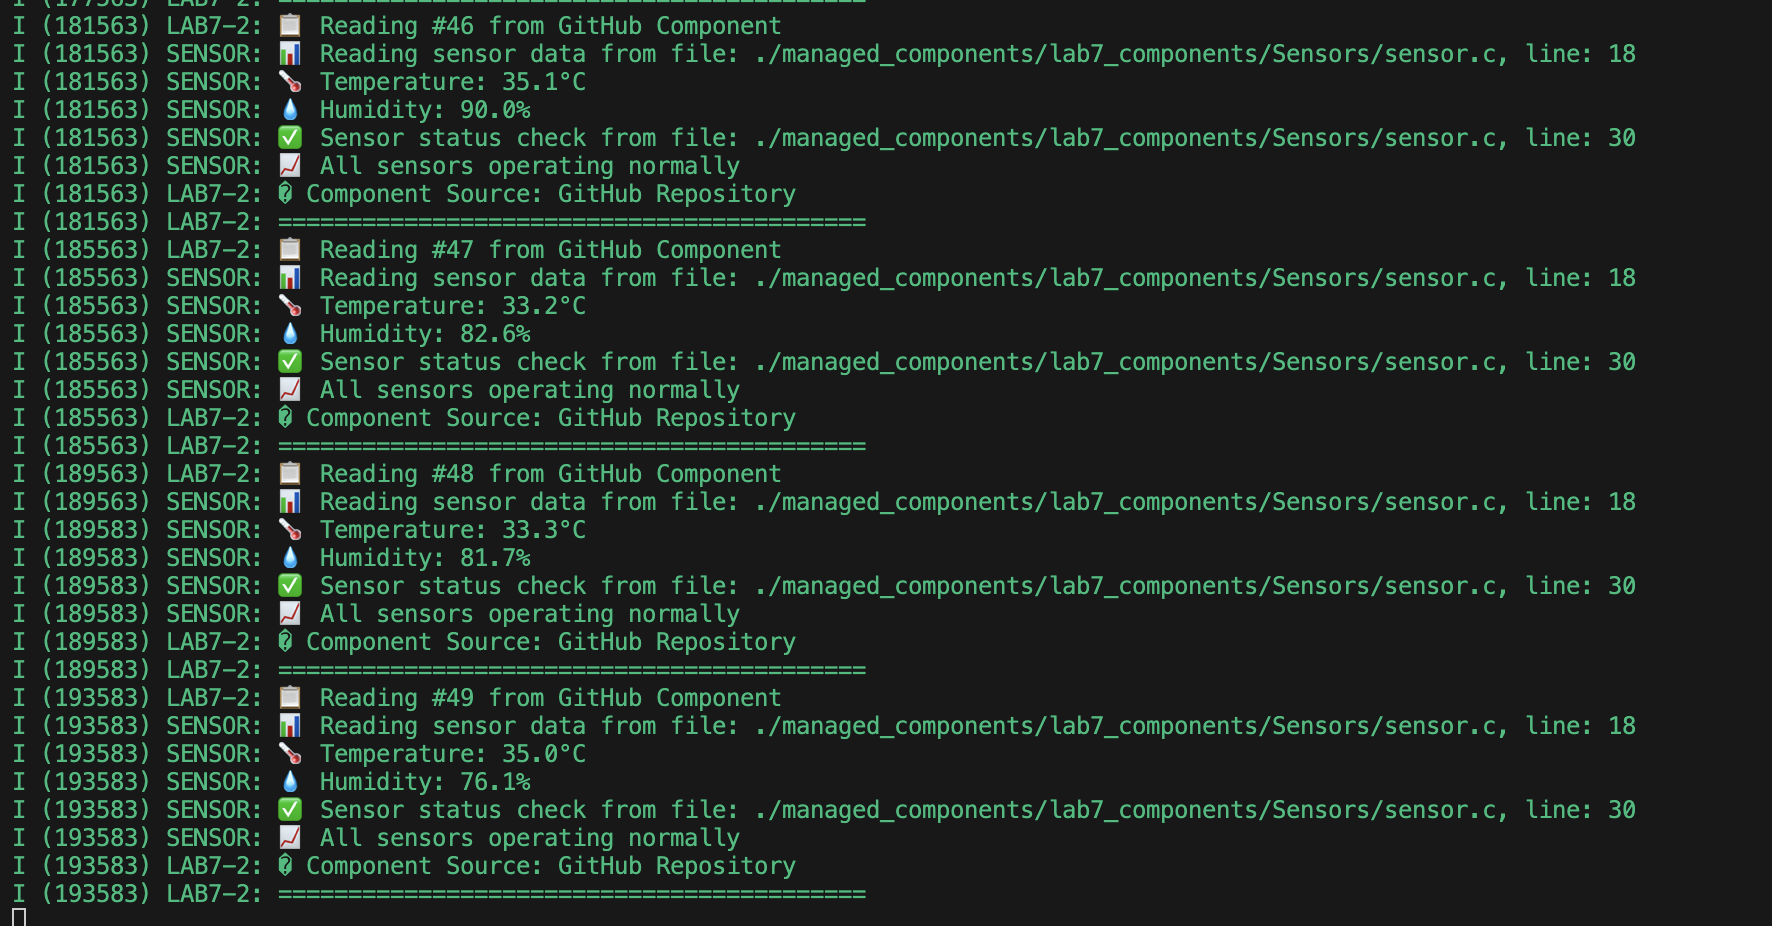 I (177563) LAB7-2: ==========================================
I (181563) LAB7-2: 📋 Reading #46 from GitHub Component
I (181563) SENSOR: 📊 Reading sensor data from file: ./managed_components/lab7_components/Sensors/sensor.c, line: 18
I (181563) SENSOR: 🌡️ Temperature: 35.1°C
I (181563) SENSOR: 💧 Humidity: 90.0%
I (181563) SENSOR: ✅ Sensor status check from file: ./managed_components/lab7_components/Sensors/sensor.c, line: 30
I (181563) SENSOR: 📈 All sensors operating normally
I (181563) LAB7-2: � Component Source: GitHub Repository
I (181563) LAB7-2: ==========================================
I (185563) LAB7-2: 📋 Reading #47 from GitHub Component
I (185563) SENSOR: 📊 Reading sensor data from file: ./managed_components/lab7_components/Sensors/sensor.c, line: 18
I (185563) SENSOR: 🌡️ Temperature: 33.2°C
I (185563) SENSOR: 💧 Humidity: 82.6%
I (185563) SENSOR: ✅ Sensor status check from file: ./managed_components/lab7_components/Sensors/sensor.c, line: 30
I (185563) SENSOR: 📈 All sensors operating normally
I (185563) LAB7-2: � Component Source: GitHub Repository
I (185563) LAB7-2: ==========================================
I (189563) LAB7-2: 📋 Reading #48 from GitHub Component
I (189563) SENSOR: 📊 Reading sensor data from file: ./managed_components/lab7_components/Sensors/sensor.c, line: 18
I (189583) SENSOR: 🌡️ Temperature: 33.3°C
I (189583) SENSOR: 💧 Humidity: 81.7%
I (189583) SENSOR: ✅ Sensor status check from file: ./managed_components/lab7_components/Sensors/sensor.c, line: 30
I (189583) SENSOR: 📈 All sensors operating normally
I (189583) LAB7-2: � Component Source: GitHub Repository
I (189583) LAB7-2: ==========================================
I (193583) LAB7-2: 📋 Reading #49 from GitHub Component
I (193583) SENSOR: 📊 Reading sensor data from file: ./managed_components/lab7_components/Sensors/sensor.c, line: 18
I (193583) SENSOR: 🌡️ Temperature: 35.0°C
I (193583) SENSOR: 💧 Humidity: 76.1%
I (193583) SENSOR: ✅ Sensor status check from file: ./managed_components/lab7_components/Sensors/sensor.c, line: 30
I (193583) SENSOR: 📈 All sensors operating normally
I (193583) LAB7-2: � Component Source: GitHub Repository
I (193583) LAB7-2: ==========================================